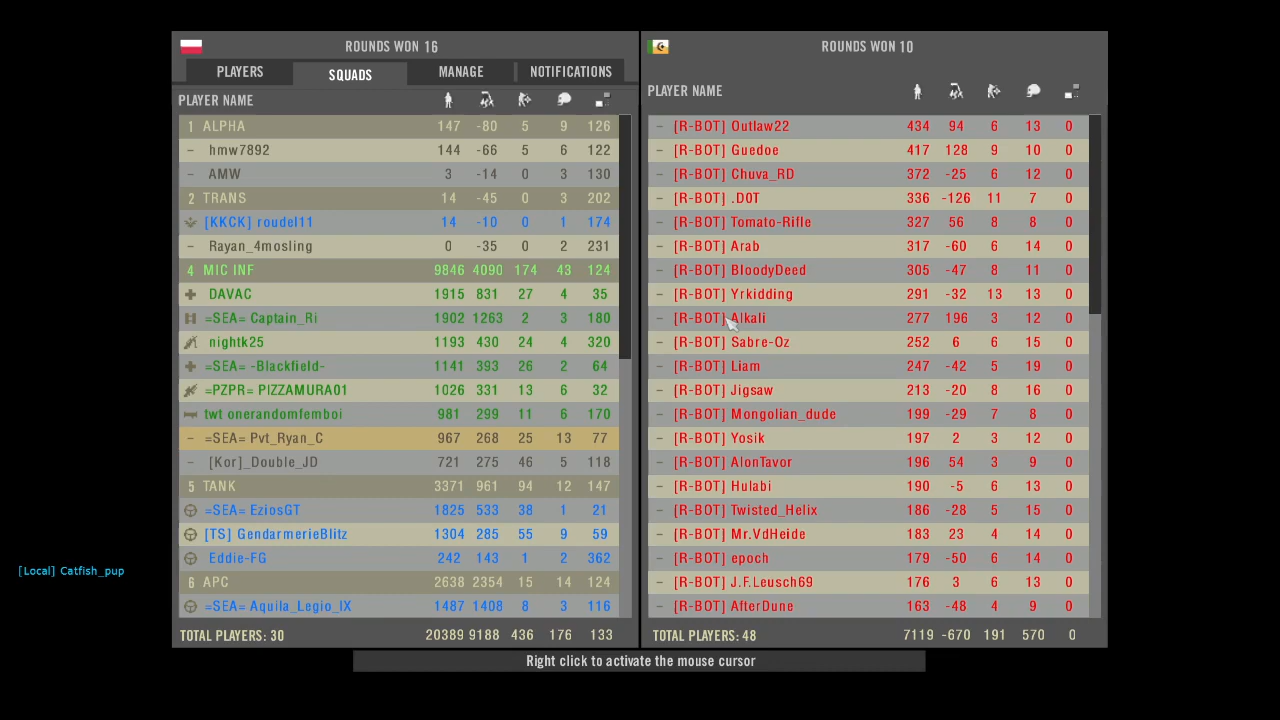 ROUNDS WON 16
PLAYERS SQUADS MANAGE NOTIFICATIONS
PLAYER NAME
1 ALPHA 147 -80 5 9 126
- hmw7892 144 -66 5 6 122
- AMW 3 -14 0 3 130
2 TRANS 14 -45 0 3 202
[KKCK] roudel11 14 -10 0 1 174
- Rayan_4mosling 0 -35 0 2 231
4 MIC INF 9846 4090 174 43 124
DAVAC 1915 831 27 4 35
=SEA= Captain_Ri 1902 1263 2 3 180
nightk25 1193 430 24 4 320
=SEA= -Blackfield- 1141 393 26 2 64
=PZPR= PIZZAMURA01 1026 331 13 6 32
twt onerandomfemboi 981 299 11 6 170
- =SEA= Pvt_Ryan_C 967 268 25 13 77
- [Kor]_Double_JD 721 275 46 5 118
5 TANK 3371 961 94 12 147
=SEA= EziosGT 1825 533 38 1 21
[TS] GendarmerieBlitz 1304 285 55 9 59
Eddie-FG 242 143 1 2 362
6 APC 2638 2354 15 14 124
=SEA= Aquila_Legio_IX 1487 1408 8 3 116
TOTAL PLAYERS: 30 20389 9188 436 176 133
ROUNDS WON 10
PLAYER NAME
- [R-BOT] Outlaw22 434 94 6 13 0
- [R-BOT] Guedoe 417 128 9 10 0
- [R-BOT] Chuva_RD 372 -25 6 12 0
- [R-BOT] .D0T 336 -126 11 7 0
- [R-BOT] Tomato-Rifle 327 56 8 8 0
- [R-BOT] Arab 317 -60 6 14 0
- [R-BOT] BloodyDeed 305 -47 8 11 0
- [R-BOT] Yrkidding 291 -32 13 13 0
- [R-BOT] Alkali 277 196 3 12 0
- [R-BOT] Sabre-Oz 252 6 6 15 0
- [R-BOT] Liam 247 -42 5 19 0
- [R-BOT] Jigsaw 213 -20 8 16 0
- [R-BOT] Mongolian_dude 199 -29 7 8 0
- [R-BOT] Yosik 197 2 3 12 0
- [R-BOT] AlonTavor 196 54 3 9 0
- [R-BOT] Hulabi 190 -5 6 13 0
- [R-BOT] Twisted_Helix 186 -28 5 15 0
- [R-BOT] Mr.VdHeide 183 23 4 14 0
- [R-BOT] epoch 179 -50 6 14 0
- [R-BOT] J.F.Leusch69 176 3 6 13 0
- [R-BOT] AfterDune 163 -48 4 9 0
TOTAL PLAYERS: 48 7119 -670 191 570 0
[Local] Catfish_pup
Right click to activate the mouse cursor